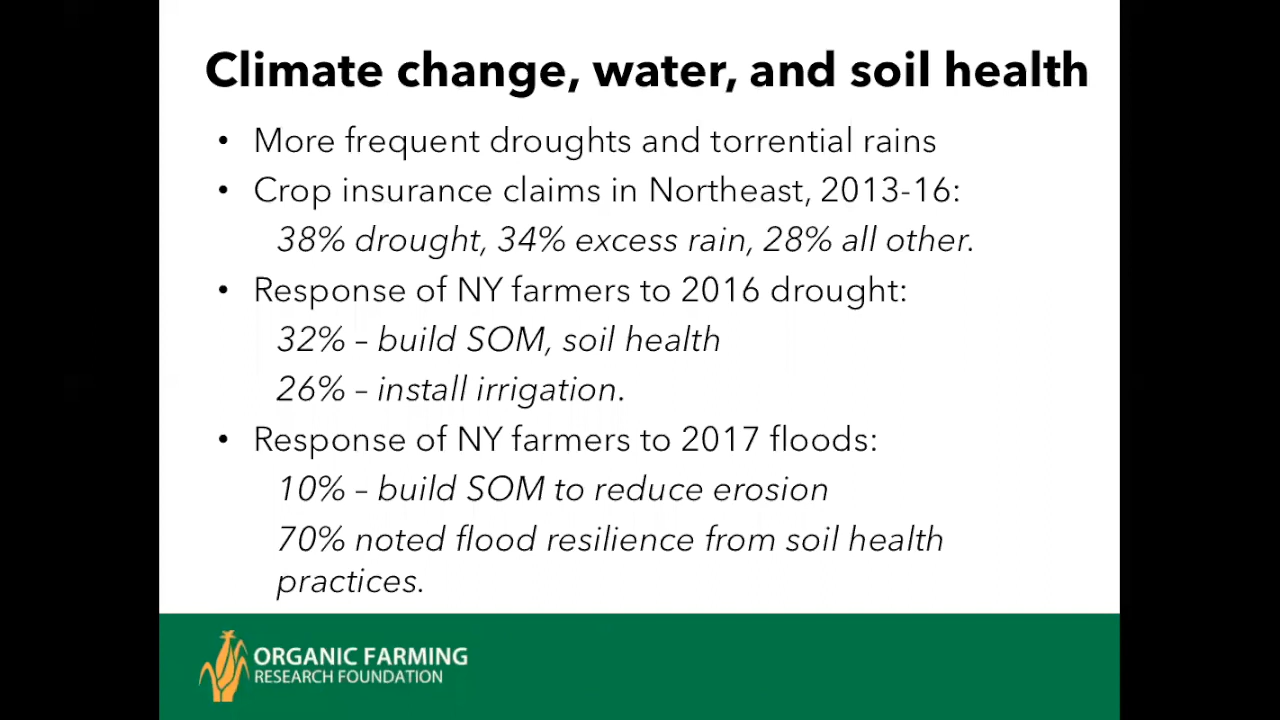 Climate change, water, and soil health
• More frequent droughts and torrential rains
• Crop insurance claims in Northeast, 2013-16:
38% drought, 34% excess rain, 28% all other.
• Response of NY farmers to 2016 drought:
32% – build SOM, soil health
26% – install irrigation.
• Response of NY farmers to 2017 floods:
10% – build SOM to reduce erosion
70% noted flood resilience from soil health
practices.
ORGANIC FARMING
RESEARCH FOUNDATION